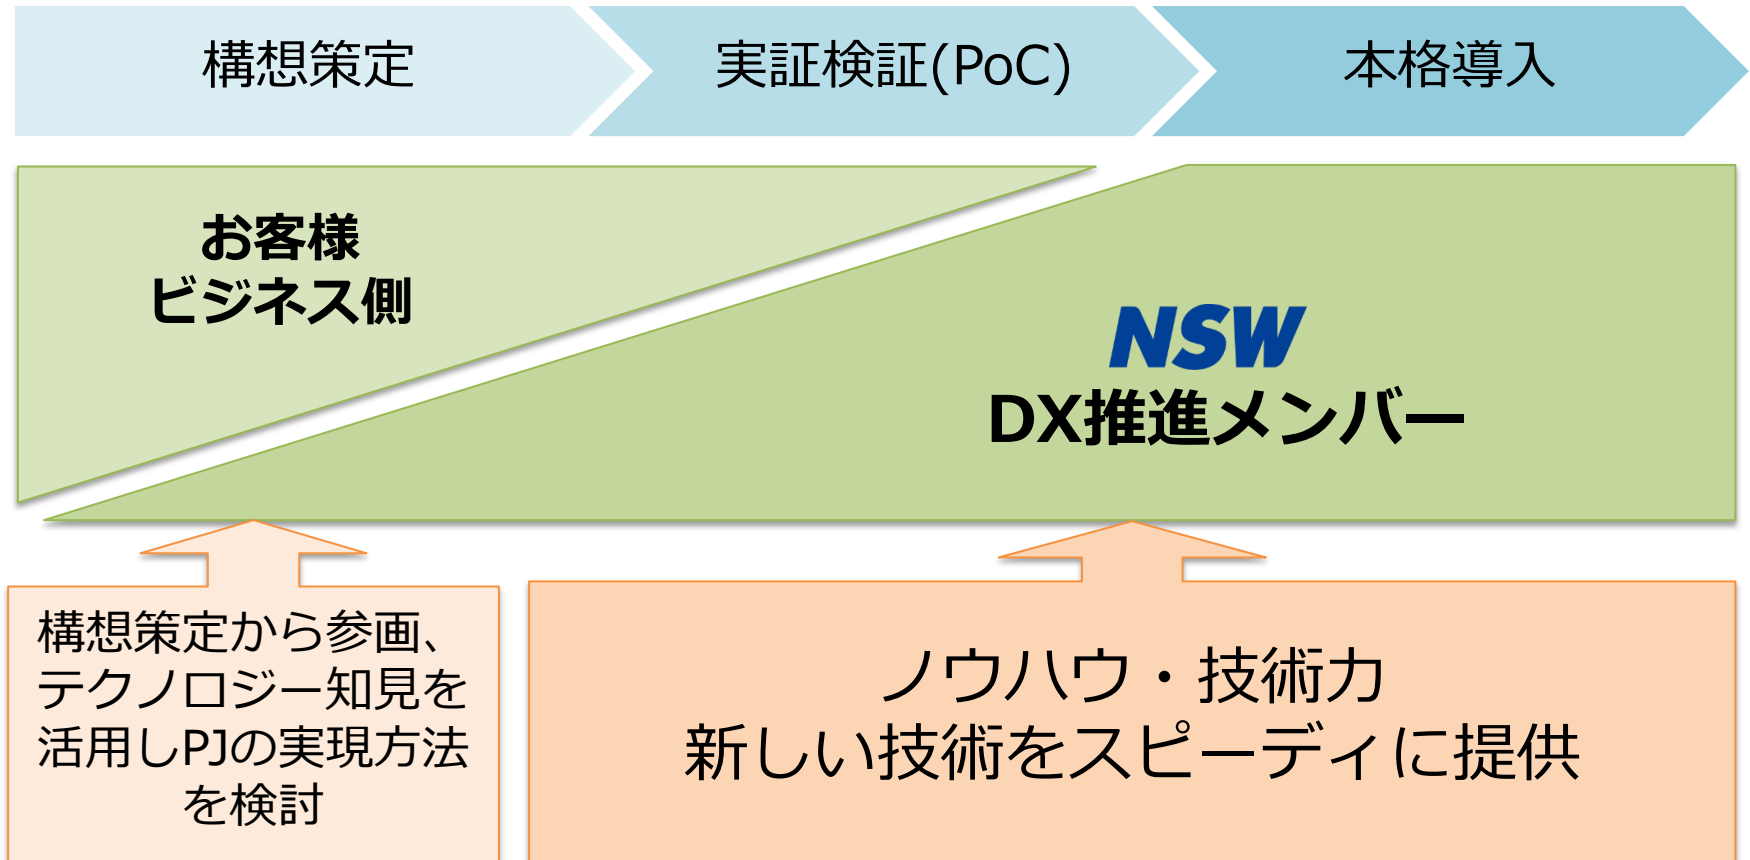 構想策定
実証検証(PoC)
本格導入
お客様
ビジネス側
NSW
DX推進メンバー
構想策定から参画、
テクノロジー知見を
活用しPJの実現方法
を検討
ノウハウ・技術力
新しい技術をスピーディに提供